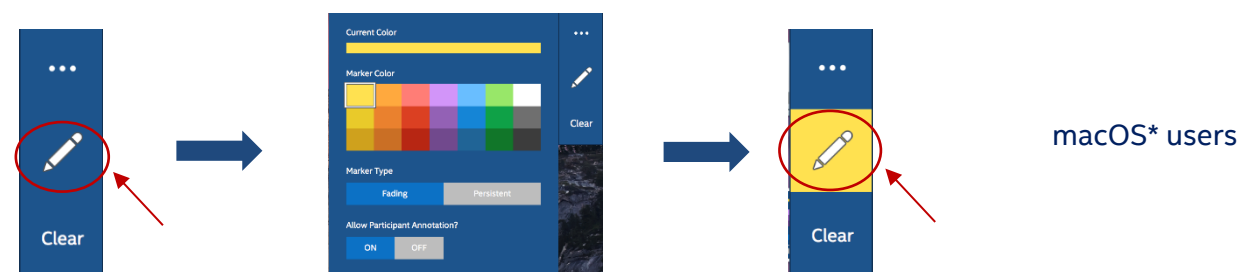 Clear
Current Color
Marker Color
Marker Type
Fading Persistent
Allow Participant Annotation?
ON OFF
Clear
Clear
macOS* users